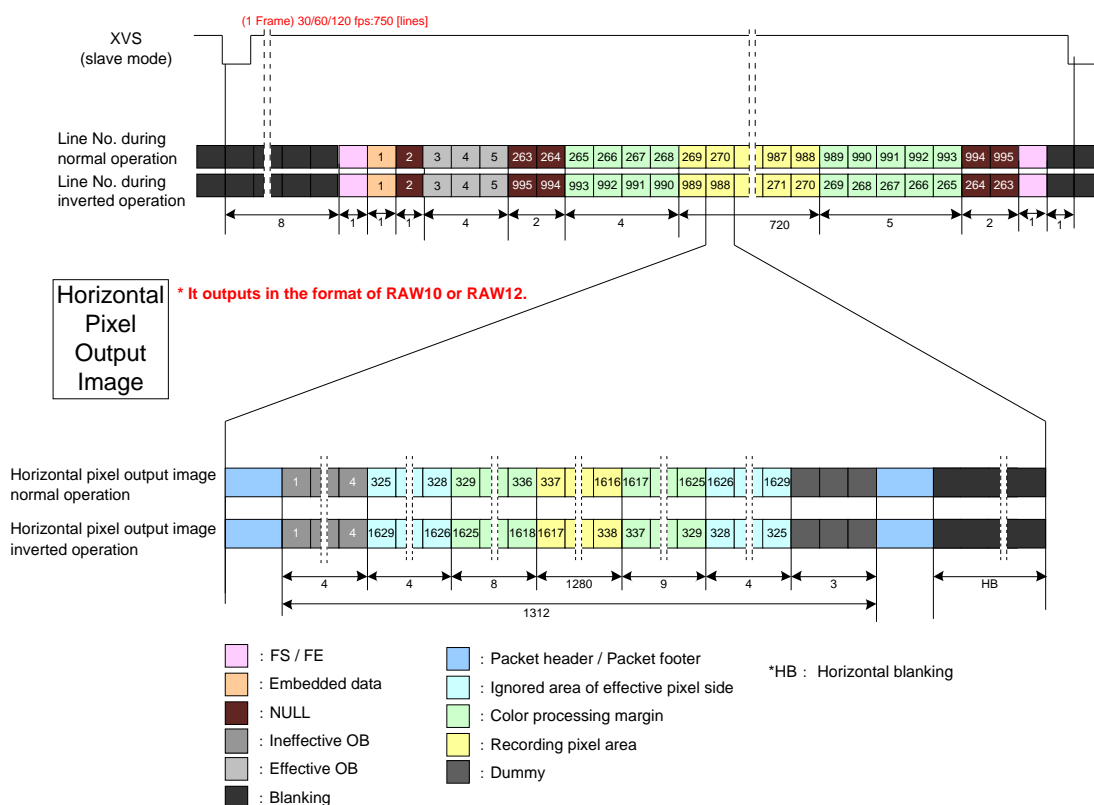 (1 Frame) 30/60/120 fps:750 [lines]
XVS
(slave mode)
Line No. during
normal operation
1 2 3 4 5 263 264 265 266 267 268 269 270 987 988 989 990 991 992 993 994 995
Line No. during
inverted operation
1 2 3 4 5 995 994 993 992 991 990 989 988 271 270 269 268 267 266 265 264 263
8 1 1 1 4 2 4 720 5 2 1 1
Horizontal
Pixel
Output
Image
* It outputs in the format of RAW10 or RAW12.
Horizontal pixel output image
normal operation
1 4 325 328 329 336 337 1616 1617 1625 1626 1629
Horizontal pixel output image
inverted operation
1 4 1629 1626 1625 1618 1617 338 337 329 328 325
4 4 8 1280 9 4 3 HB
1312
: FS / FE
: Embedded data
: NULL
: Ineffective OB
: Effective OB
: Blanking
: Packet header / Packet footer
: Ignored area of effective pixel side
: Color processing margin
: Recording pixel area
: Dummy
*HB : Horizontal blanking